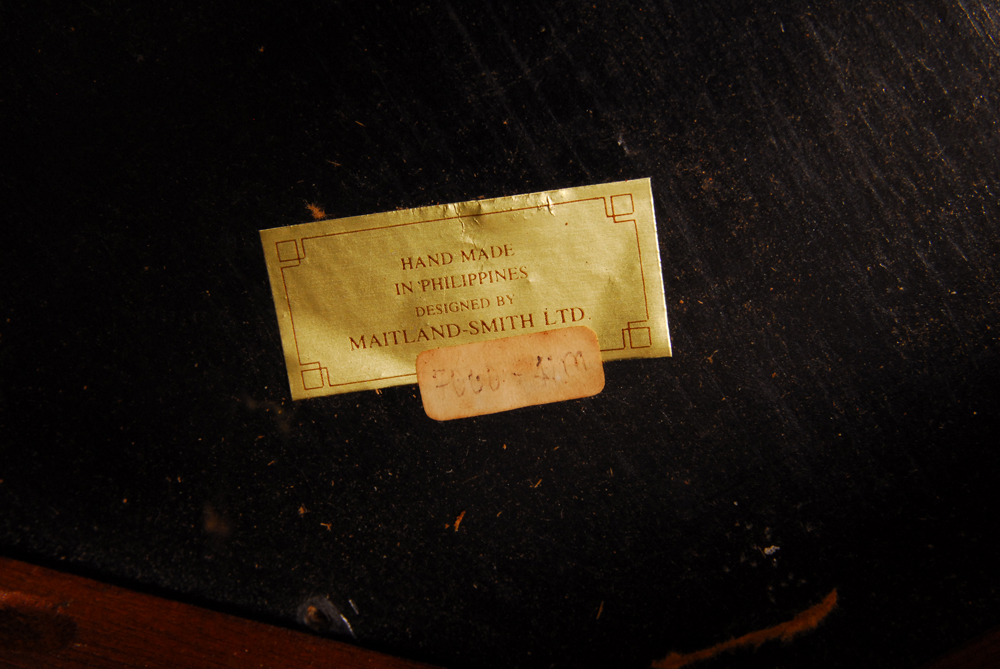 HAND MADE
IN PHILIPPINES
DESIGNED BY
MAITLAND-SMITH LTD.